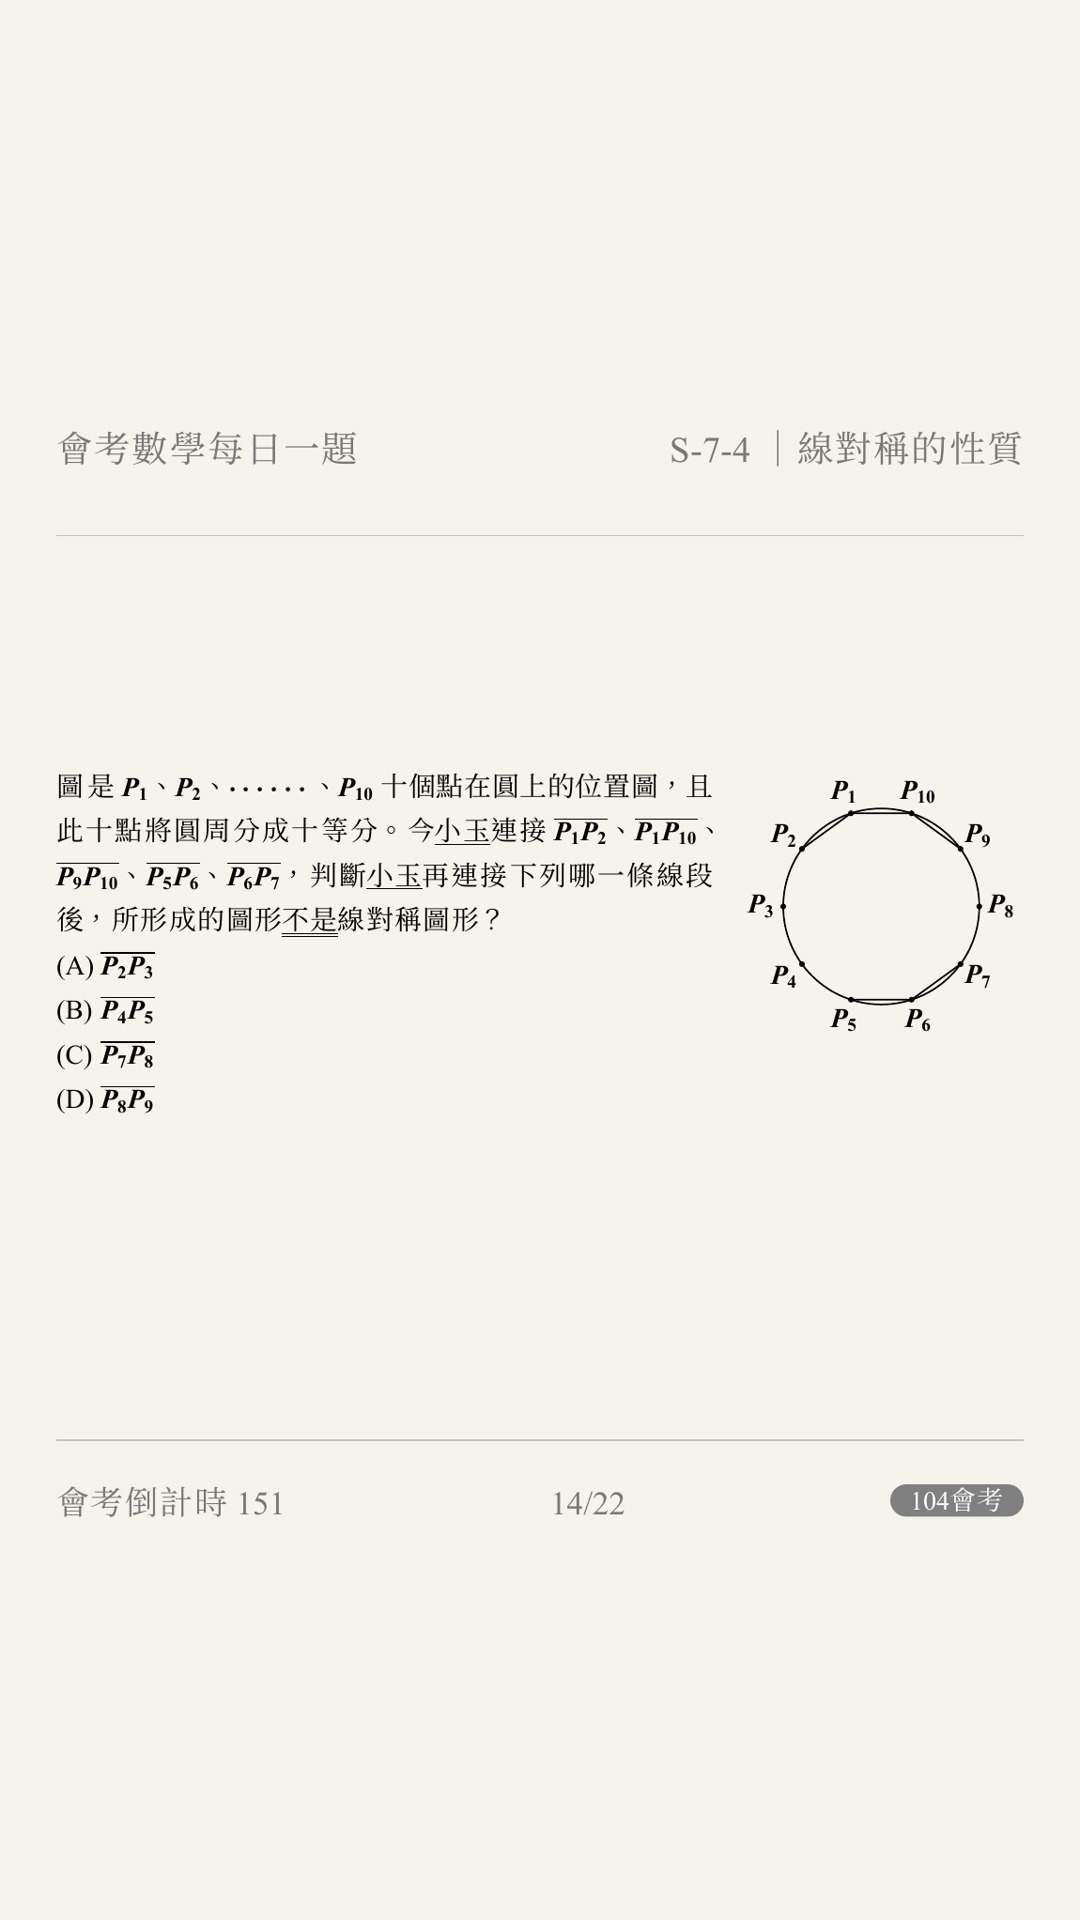 會考數學每日一題
S-7-4｜線對稱的性質
圖是 P1、P2、······、P10 十個點在圓上的位置圖，且
此十點將圓周分成十等分。今小玉連接 P1P2、P1P10、
P9P10、P5P6、P6P7，判斷小玉再連接下列哪一條線段
後，所形成的圖形不是線對稱圖形？
(A) P2P3
(B) P4P5
(C) P7P8
(D) P8P9
P1
P10
P2
P9
P3
P8
P4
P7
P5
P6
會考倒計時 151
14/22
104會考